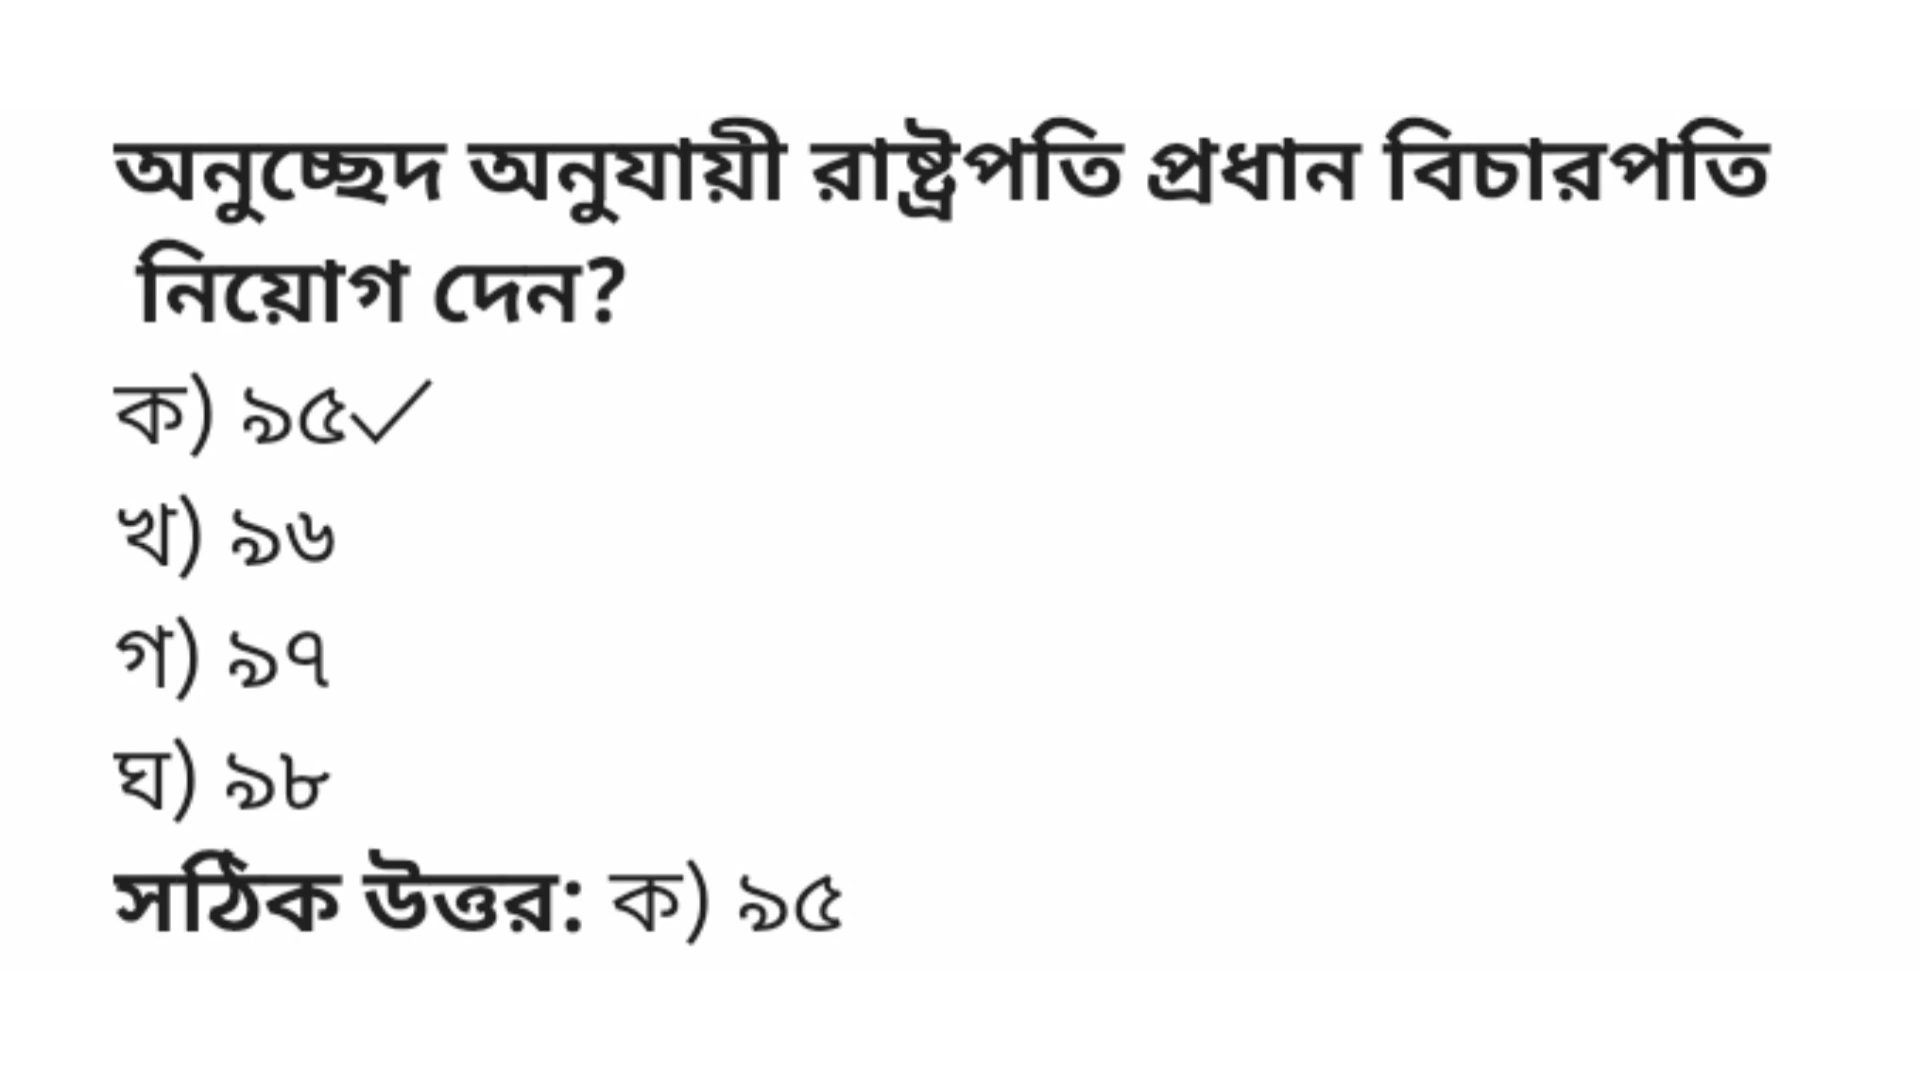 অনুচ্ছেদ অনুযায়ী রাষ্ট্রপতি প্রধান বিচারপতি
নিয়োগ দেন?
ক) ৯৫✓
খ) ৯৬
গ) ৯৭
ঘ) ৯৮
সঠিক উত্তর: ক) ৯৫